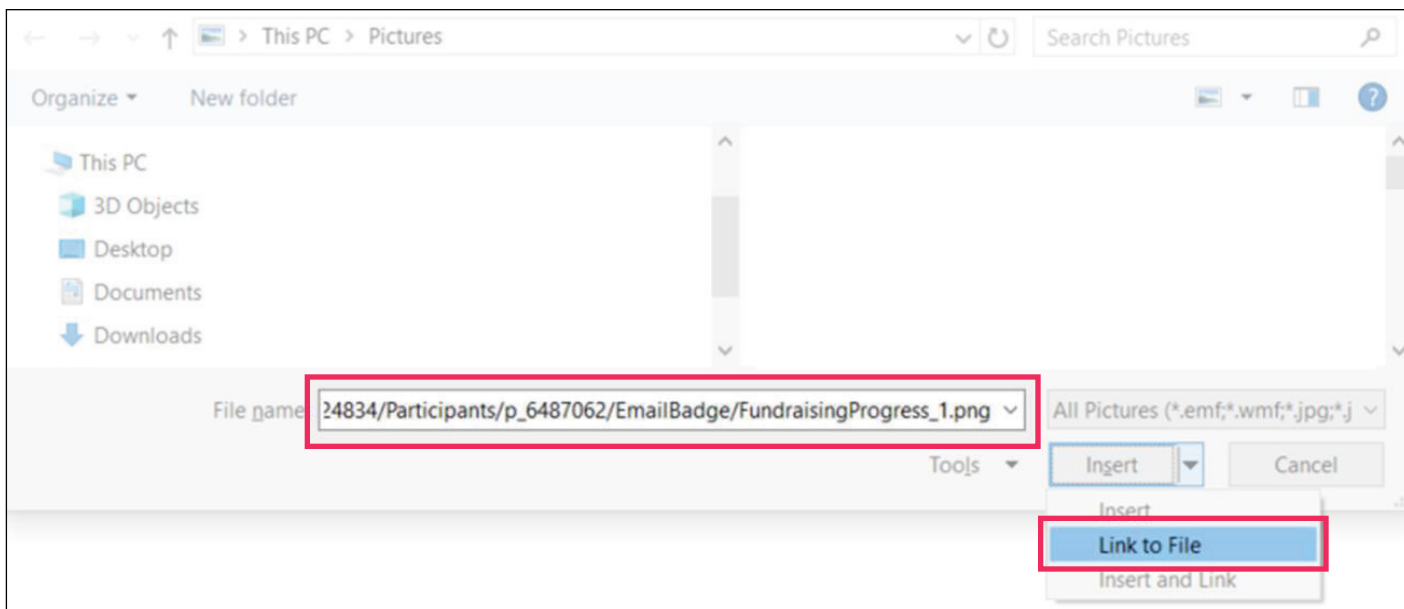 This PC > Pictures
Search Pictures
Organize
New folder
This PC
3D Objects
Desktop
Documents
Downloads
File name
24834/Participants/p_6487062/EmailBadge/FundraisingProgress_1.png
All Pictures (*.emf;*.wmf;*.jpg;*.j
Tools
Insert
Cancel
Insert
Link to File
Insert and Link